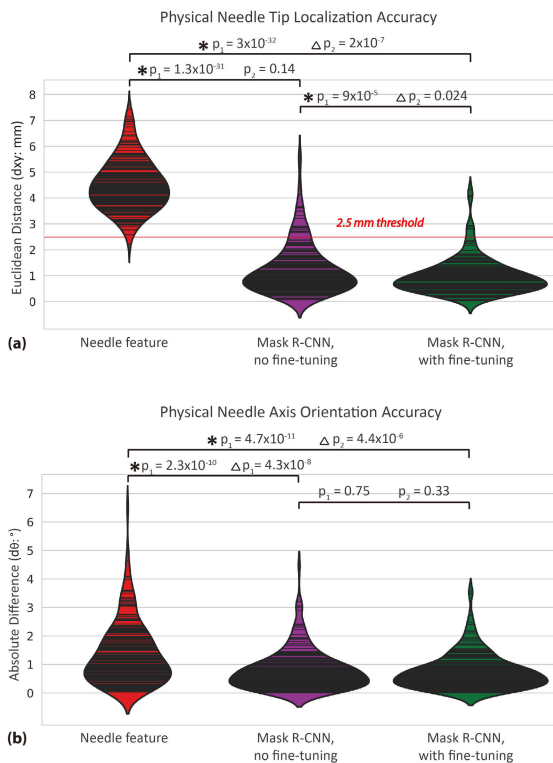 Physical Needle Tip Localization Accuracy
* p₁ = 3x10⁻³² △ p₂ = 2x10⁻⁷
* p₁ = 1.3x10⁻³¹ p₂ = 0.14
* p₁ = 9x10⁻⁵ △ p₂ = 0.024
Euclidean Distance (dxy: mm)
8
7
6
5
4
3
2
1
0
2.5 mm threshold
(a)
Needle feature
Mask R-CNN, no fine-tuning
Mask R-CNN, with fine-tuning
Physical Needle Axis Orientation Accuracy
* p₁ = 4.7x10⁻¹¹ △ p₂ = 4.4x10⁻⁶
* p₁ = 2.3x10⁻¹⁰ △ p₁ = 4.3x10⁻⁸
p₁ = 0.75 p₂ = 0.33
Absolute Difference (dθ: °)
7
6
5
4
3
2
1
0
(b)
Needle feature
Mask R-CNN, no fine-tuning
Mask R-CNN, with fine-tuning